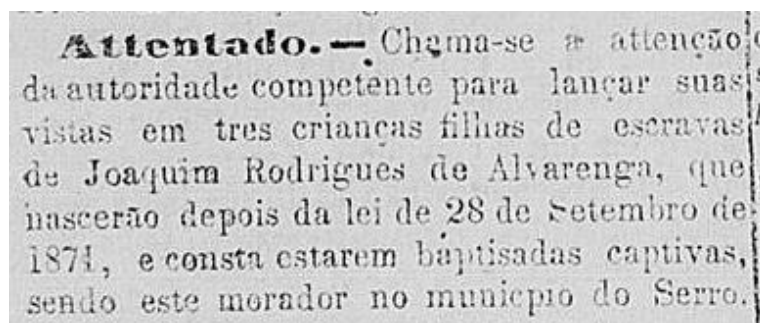 Attentado.— Chama-se a attenção
da autoridade competente para lançar suas
vistas em tres crianças filhas de escravas
de Joaquim Rodrigues de Alvarenga, que
nascerão depois da lei de 28 de Setembro de
1871, e consta estarem baptisadas captivas,
sendo este morador no municpio do Serro.